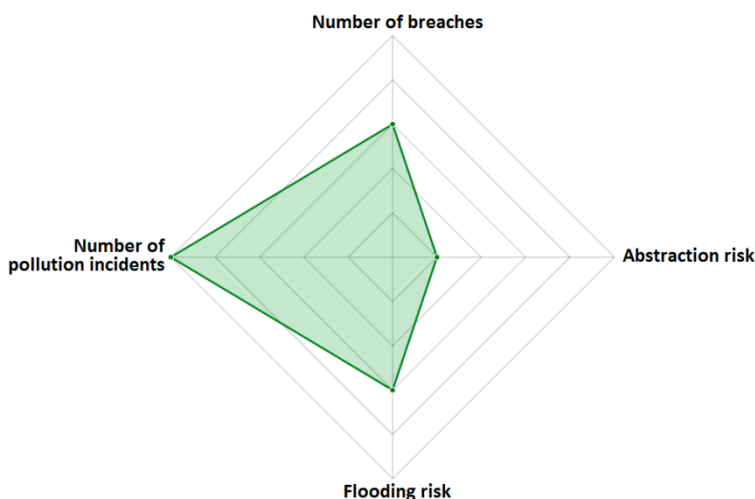 Number of breaches
Number of
pollution incidents
Abstraction risk
Flooding risk